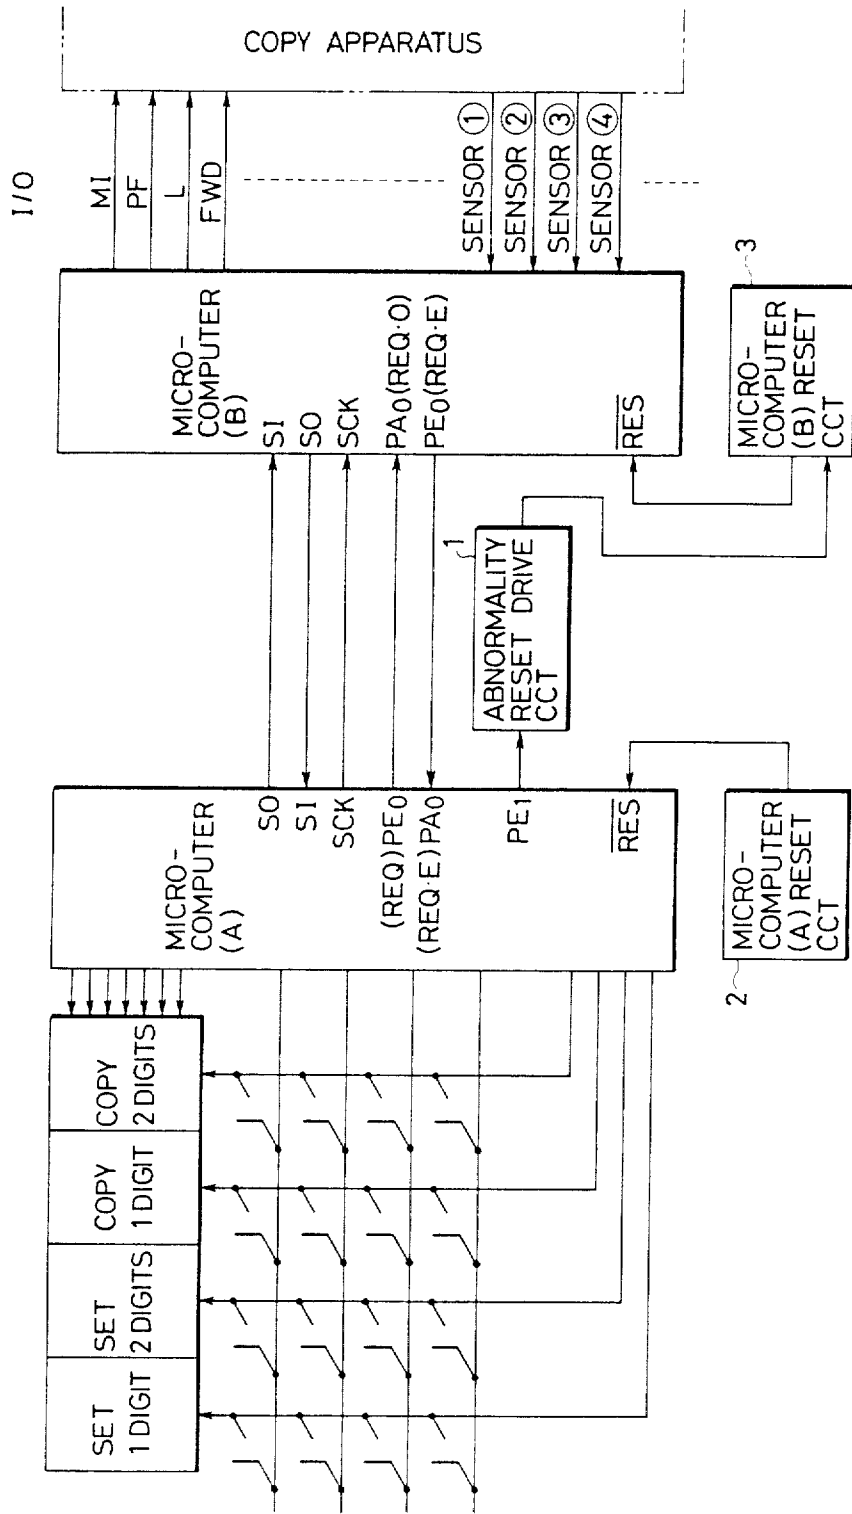 I/O
SET
1 DIGIT
SET
2 DIGITS
COPY
1 DIGIT
COPY
2 DIGITS
MICRO-
COMPUTER
(A)
SO
SI
SCK
(REQ)PE0
(REQ·E)PA0
PE1
RES
2
MICRO-
COMPUTER
(A) RESET
CCT
1
ABNORMALITY
RESET DRIVE
CCT
MICRO-
COMPUTER
(B)
SI
SO
SCK
PA0(REQ·O)
PE0(REQ·E)
RES
3
MICRO-
COMPUTER
(B) RESET
CCT
MI
PF
L
FWD
SENSOR ①
SENSOR ②
SENSOR ③
SENSOR ④
COPY APPARATUS